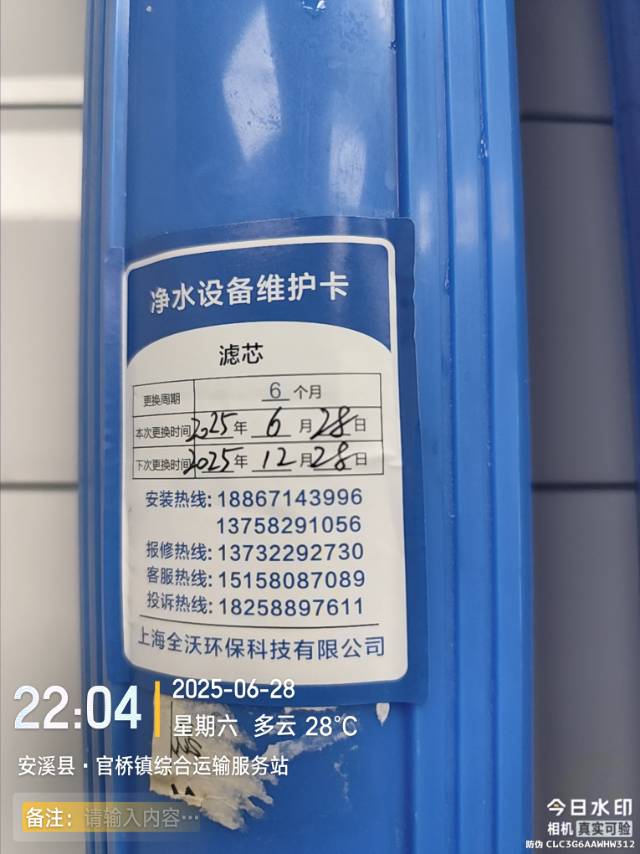 净水设备维护卡
滤芯
更换周期 6 个月
本次更换时间 2025 年 6 月 28 日
下次更换时间 2025 年 12 月 28 日
安装热线: 18867143996
13758291056
报修热线: 13732292730
客服热线: 15158087089
投诉热线: 18258897611
上海全沃环保科技有限公司
22:04
2025-06-28
星期六 多云 28℃
安溪县·官桥镇综合运输服务站
备注: 请输入内容···
今日水印
相机 真实可验
防伪 CLC3G6AAWHW312